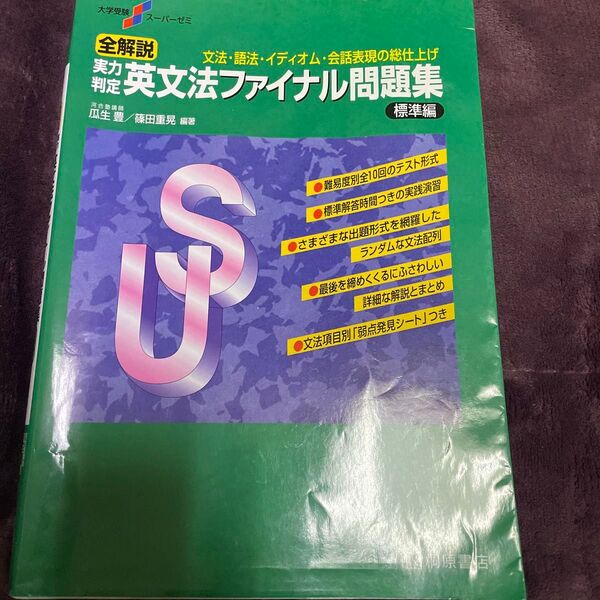 大学受験
スーパーゼミ
全解説
文法・語法・イディオム・会話表現の総仕上げ
実力
判定
英文法ファイナル問題集
標準編
河合塾講師
瓜生 豊／篠田重晃 編著
●難易度別全10回のテスト形式
●標準解答時間つきの実践演習
●さまざまな出題形式を網羅した
ランダムな文法配列
●最後を締めくくるにふさわしい
詳細な解説とまとめ
●文法項目別「弱点発見シート」つき
SU
桐原書店